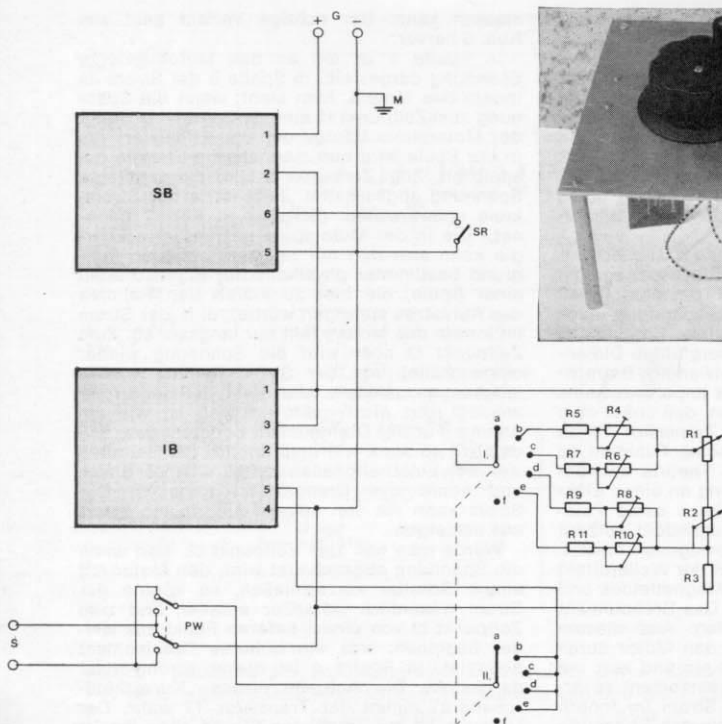 + G −
M
1
2
SB
6
SR
5
1
3
IB
2
5
4
a
b
I.
c
d
e
f
R5
R4
R7
R6
R1
R9
R8
R2
R11
R10
R3
S
PW
a
b
II.
c
d
e
f